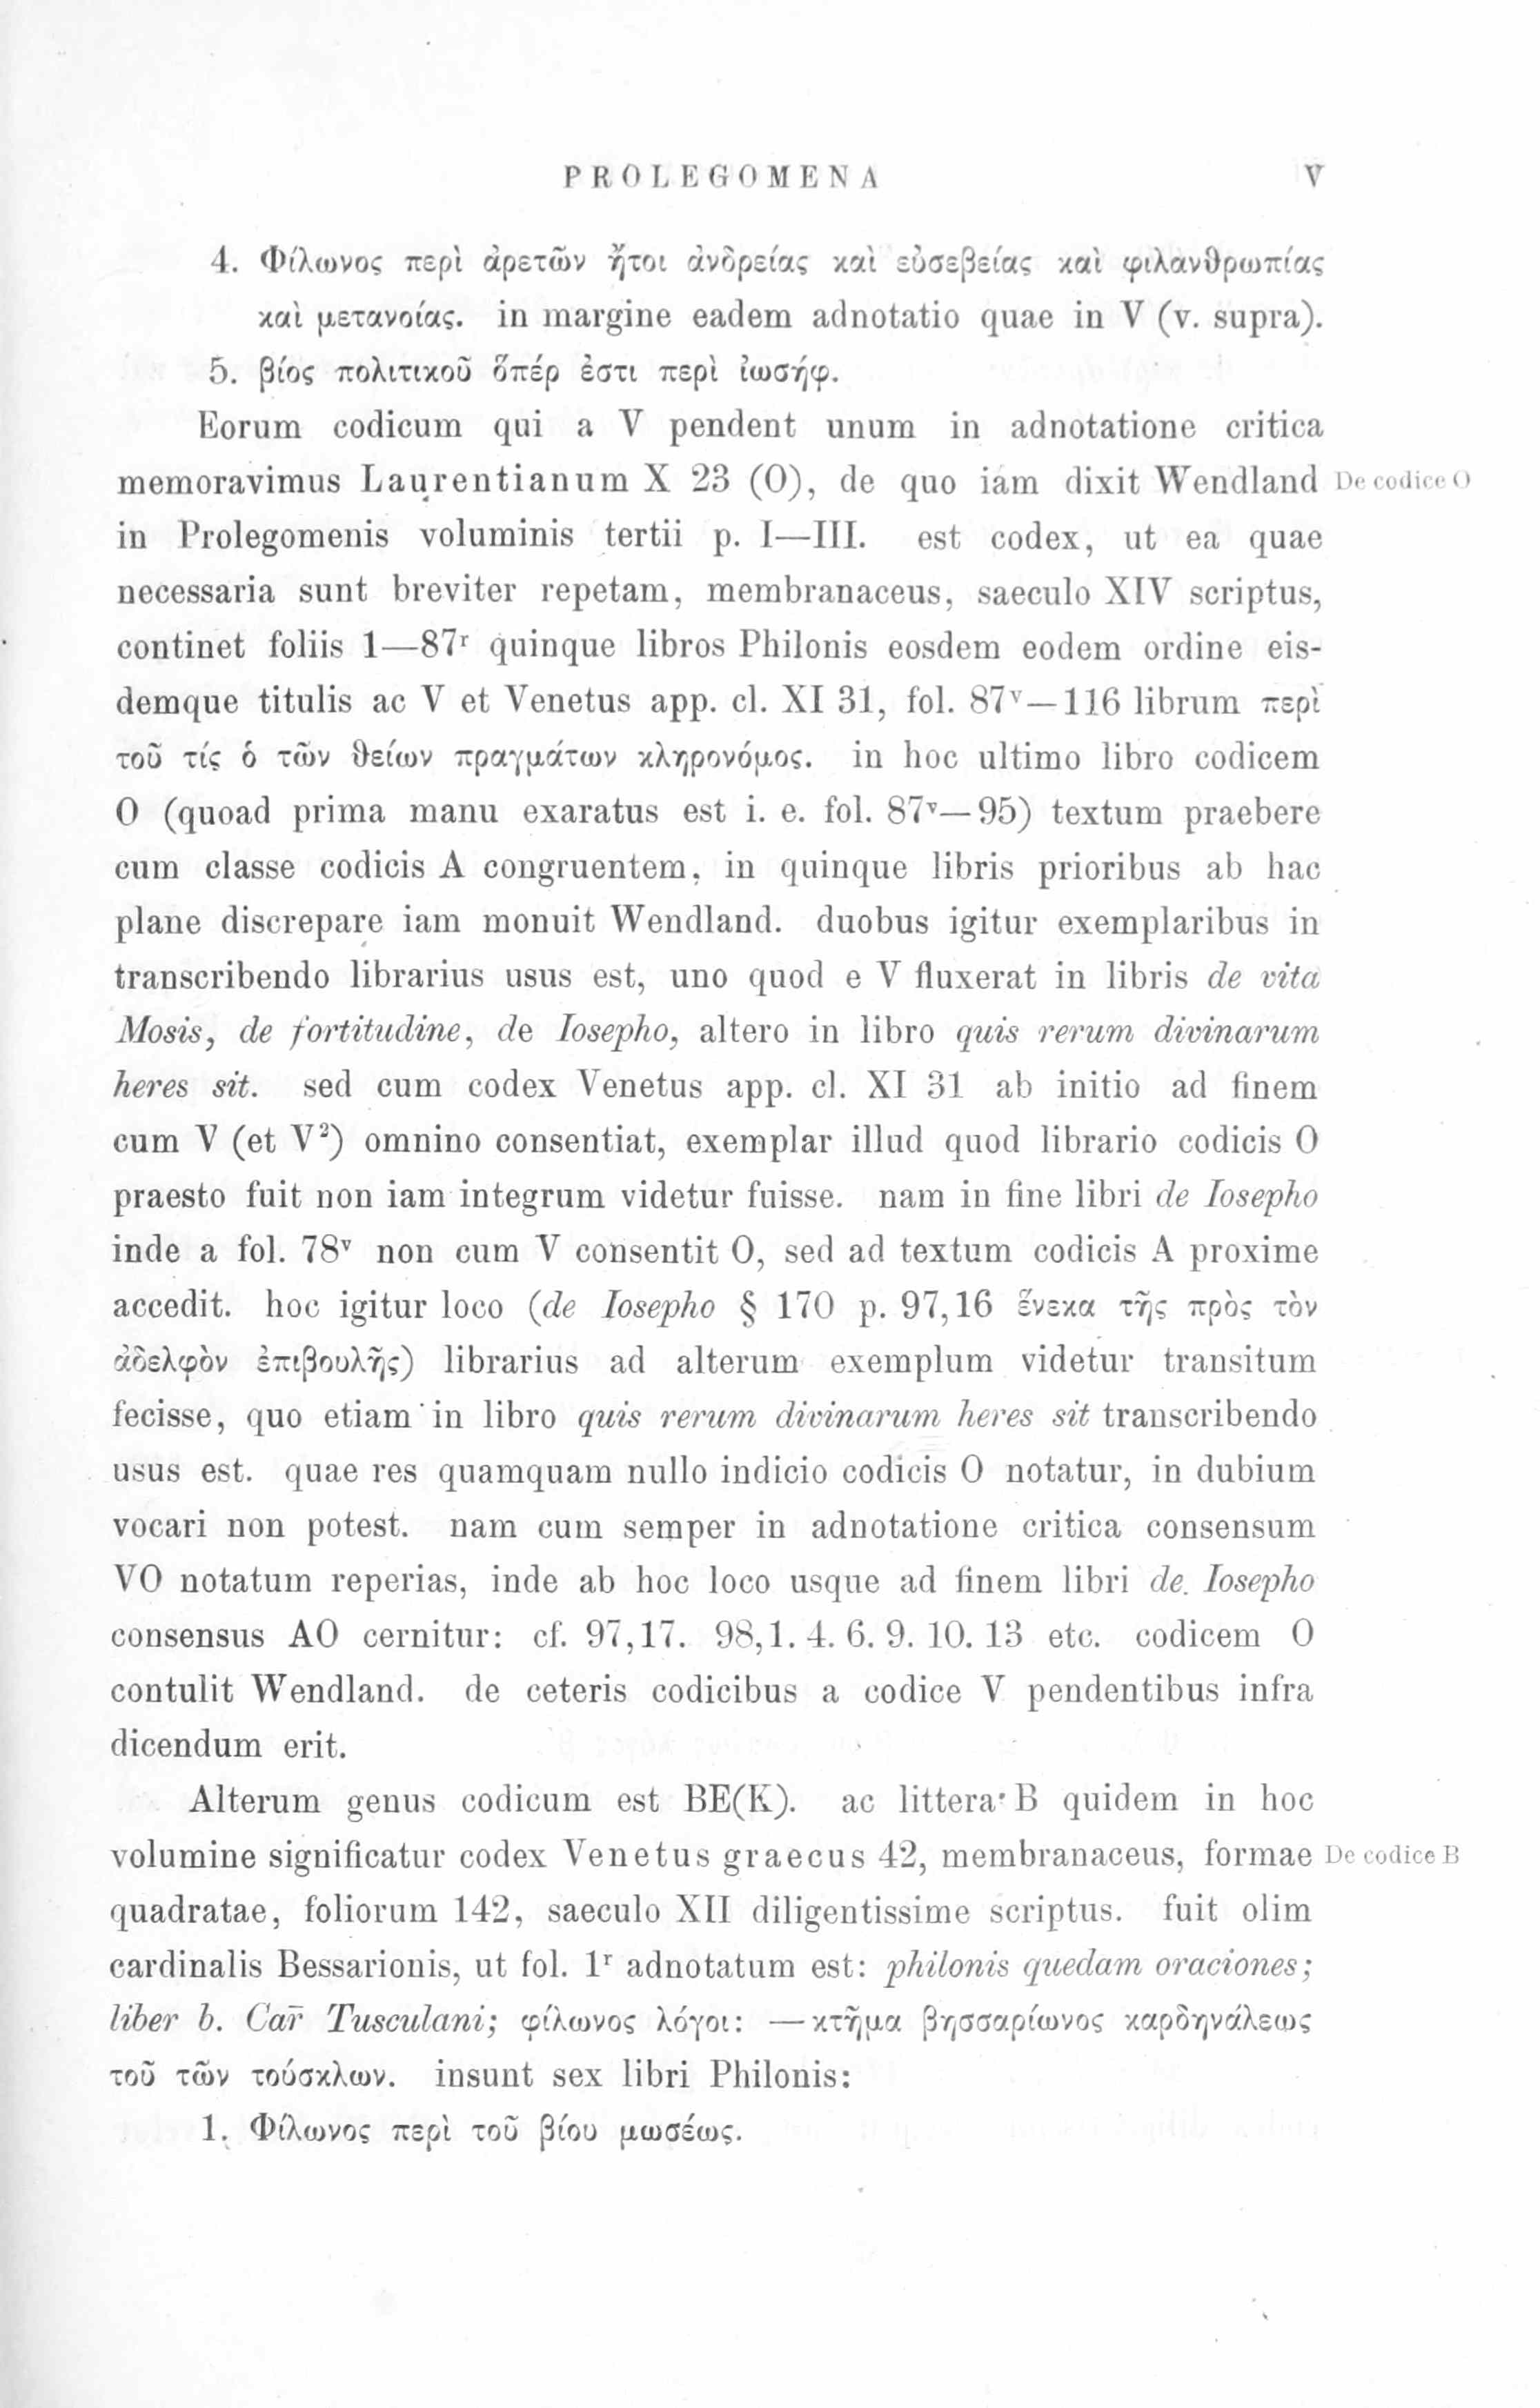 PROLEGOMENA V
4. Φίλωνος περὶ ἀρετῶν ἤτοι ἀνδρείας καὶ εὐσεβείας καὶ φιλανθρωπίας
καὶ μετανοίας. in margine eadem adnotatio quae in V (v. supra).
5. βίος πολιτικοῦ ὅπέρ ἐστι περὶ ἰωσήφ.
Eorum codicum qui a V pendent unum in adnotatione critica
memoravimus Laurentianum X 23 (O), de quo iam dixit Wendland De codice O
in Prolegomenis voluminis tertii p. I—III. est codex, ut ea quae
necessaria sunt breviter repetam, membranaceus, saeculo XIV scriptus,
continet foliis 1—87ʳ quinque libros Philonis eosdem eodem ordine eis-
demque titulis ac V et Venetus app. cl. XI 31, fol. 87ᵛ—116 librum περὶ
τοῦ τίς ὁ τῶν θείων πραγμάτων κληρονόμος. in hoc ultimo libro codicem
O (quoad prima manu exaratus est i. e. fol. 87ᵛ—95) textum praebere
cum classe codicis A congruentem, in quinque libris prioribus ab hac
plane discrepare iam monuit Wendland. duobus igitur exemplaribus in
transcribendo librarius usus est, uno quod e V fluxerat in libris de vita
Mosis, de fortitudine, de Iosepho, altero in libro quis rerum divinarum
heres sit. sed cum codex Venetus app. cl. XI 31 ab initio ad finem
cum V (et V²) omnino consentiat, exemplar illud quod librario codicis O
praesto fuit non iam integrum videtur fuisse. nam in fine libri de Iosepho
inde a fol. 78ᵛ non cum V consentit O, sed ad textum codicis A proxime
accedit. hoc igitur loco (de Iosepho § 170 p. 97,16 ἕνεκα τῆς πρὸς τὸν
ἀδελφὸν ἐπιβουλῆς) librarius ad alterum exemplum videtur transitum
fecisse, quo etiam in libro quis rerum divinarum heres sit transcribendo
usus est. quae res quamquam nullo indicio codicis O notatur, in dubium
vocari non potest. nam cum semper in adnotatione critica consensum
VO notatum reperias, inde ab hoc loco usque ad finem libri de Iosepho
consensus AO cernitur: cf. 97,17. 98,1. 4. 6. 9. 10. 13 etc. codicem O
contulit Wendland. de ceteris codicibus a codice V pendentibus infra
dicendum erit.
Alterum genus codicum est BE(K). ac littera B quidem in hoc
volumine significatur codex Venetus graecus 42, membranaceus, formae De codice B
quadratae, foliorum 142, saeculo XII diligentissime scriptus. fuit olim
cardinalis Bessarionis, ut fol. 1ʳ adnotatum est: philonis quedam oraciones;
liber b. Car̄ Tusculani; φίλωνος λόγοι: — κτῆμα βησσαρίωνος καρδηνάλεως
τοῦ τῶν τούσκλων. insunt sex libri Philonis:
1. Φίλωνος περὶ τοῦ βίου μωσέως.